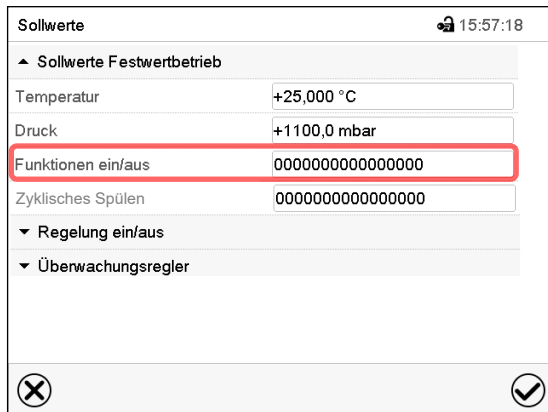 Sollwerte 15:57:18
Sollwerte Festwertbetrieb
Temperatur +25,000 °C
Druck +1100,0 mbar
Funktionen ein/aus 0000000000000000
Zyklisches Spülen 0000000000000000
Regelung ein/aus
Überwachungsregler